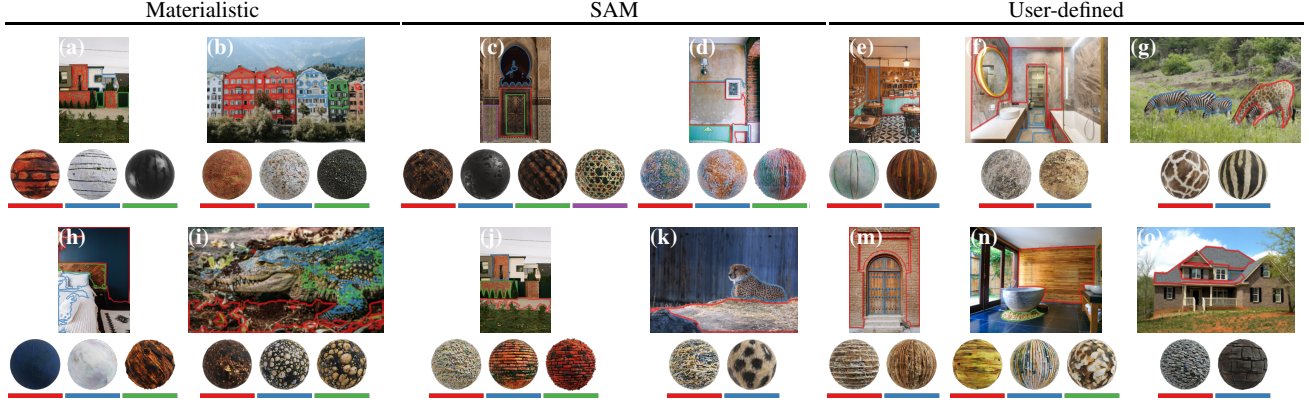 Materialistic SAM User-defined
(a) (b) (c) (d) (e) (f) (g)
(h) (i) (j) (k) (m) (n) (o)